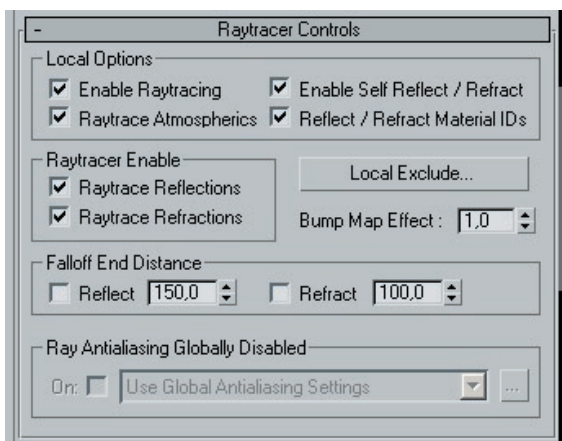 - Raytracer Controls
Local Options
Enable Raytracing Enable Self Reflect / Refract
Raytrace Atmospherics Reflect / Refract Material IDs
Raytracer Enable
Raytrace Reflections
Raytrace Refractions
Local Exclude...
Bump Map Effect : 1,0
Falloff End Distance
Reflect 150,0 Refract 100,0
Ray Antialiasing Globally Disabled
On: Use Global Antialiasing Settings ...